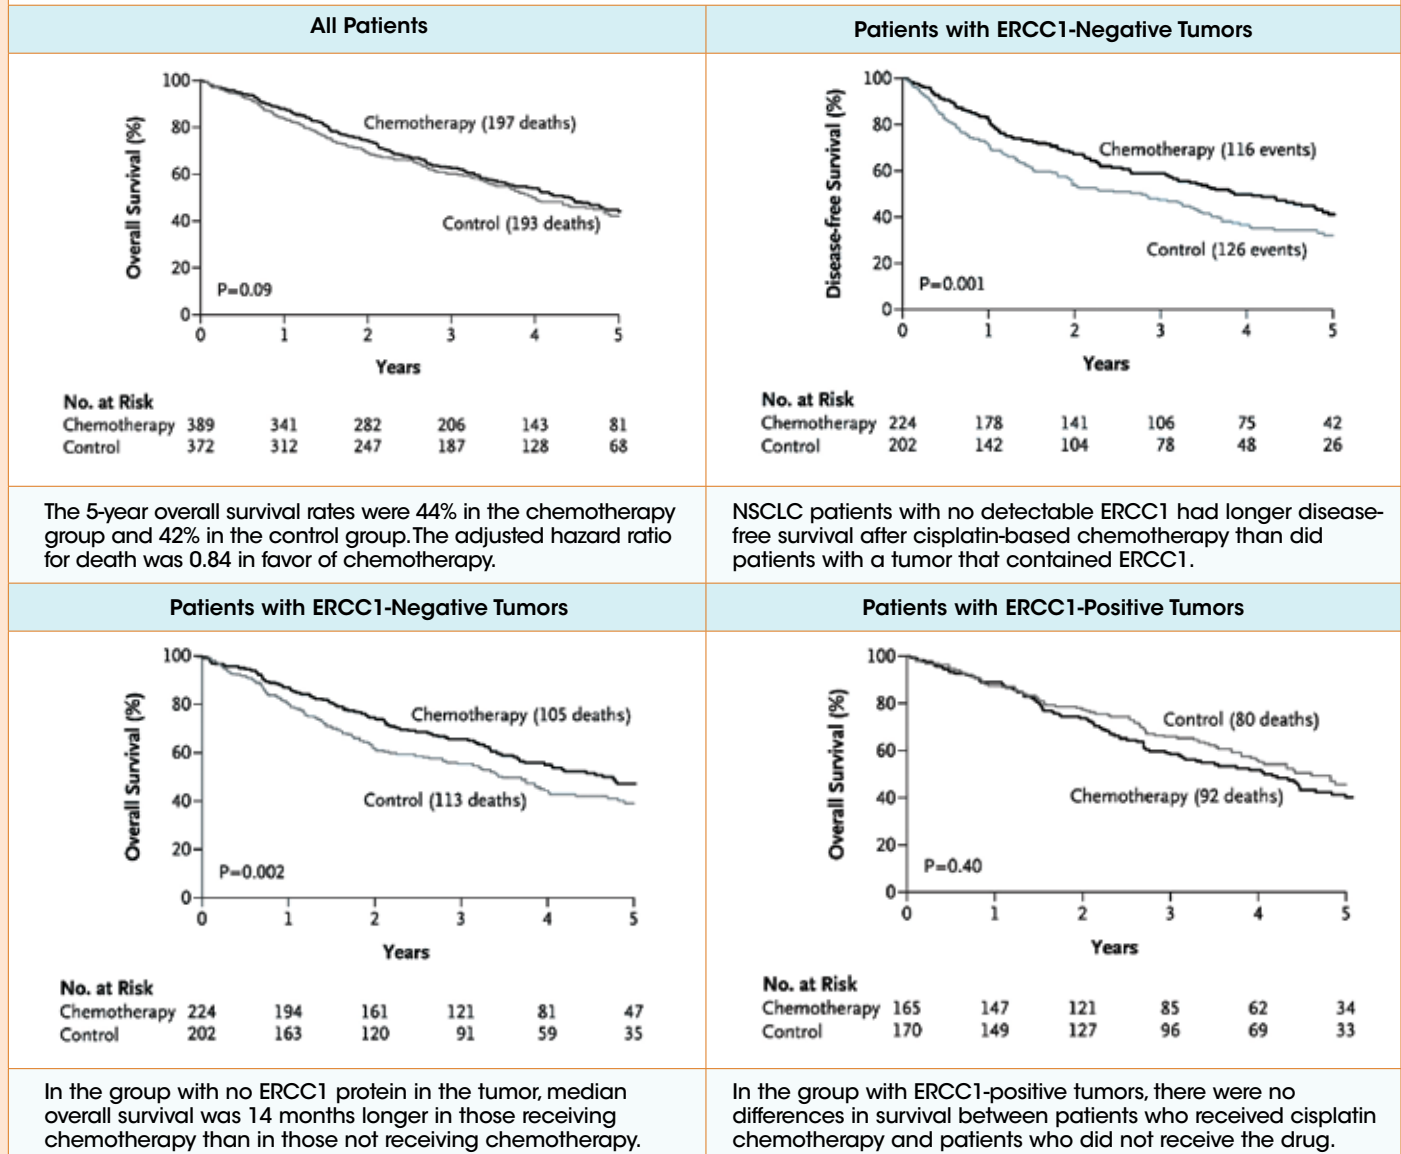 All Patients
100
80
60
40
20
0
Overall Survival (%)
Chemotherapy (197 deaths)
Control (193 deaths)
P=0.09
0 1 2 3 4 5
Years
No. at Risk
Chemotherapy 389 341 282 206 143 81
Control 372 312 247 187 128 68
The 5-year overall survival rates were 44% in the chemotherapy
group and 42% in the control group. The adjusted hazard ratio
for death was 0.84 in favor of chemotherapy.
Patients with ERCC1-Negative Tumors
100
80
60
40
20
0
Disease-free Survival (%)
Chemotherapy (116 events)
Control (126 events)
P=0.001
0 1 2 3 4 5
Years
No. at Risk
Chemotherapy 224 178 141 106 75 42
Control 202 142 104 78 48 26
NSCLC patients with no detectable ERCC1 had longer disease-
free survival after cisplatin-based chemotherapy than did
patients with a tumor that contained ERCC1.
Patients with ERCC1-Negative Tumors
100
80
60
40
20
0
Overall Survival (%)
Chemotherapy (105 deaths)
Control (113 deaths)
P=0.002
0 1 2 3 4 5
Years
No. at Risk
Chemotherapy 224 194 161 121 81 47
Control 202 163 120 91 59 35
In the group with no ERCC1 protein in the tumor, median
overall survival was 14 months longer in those receiving
chemotherapy than in those not receiving chemotherapy.
Patients with ERCC1-Positive Tumors
100
80
60
40
20
0
Overall Survival (%)
Control (80 deaths)
Chemotherapy (92 deaths)
P=0.40
0 1 2 3 4 5
Years
No. at Risk
Chemotherapy 165 147 121 85 62 34
Control 170 149 127 96 69 33
In the group with ERCC1-positive tumors, there were no
differences in survival between patients who received cisplatin
chemotherapy and patients who did not receive the drug.